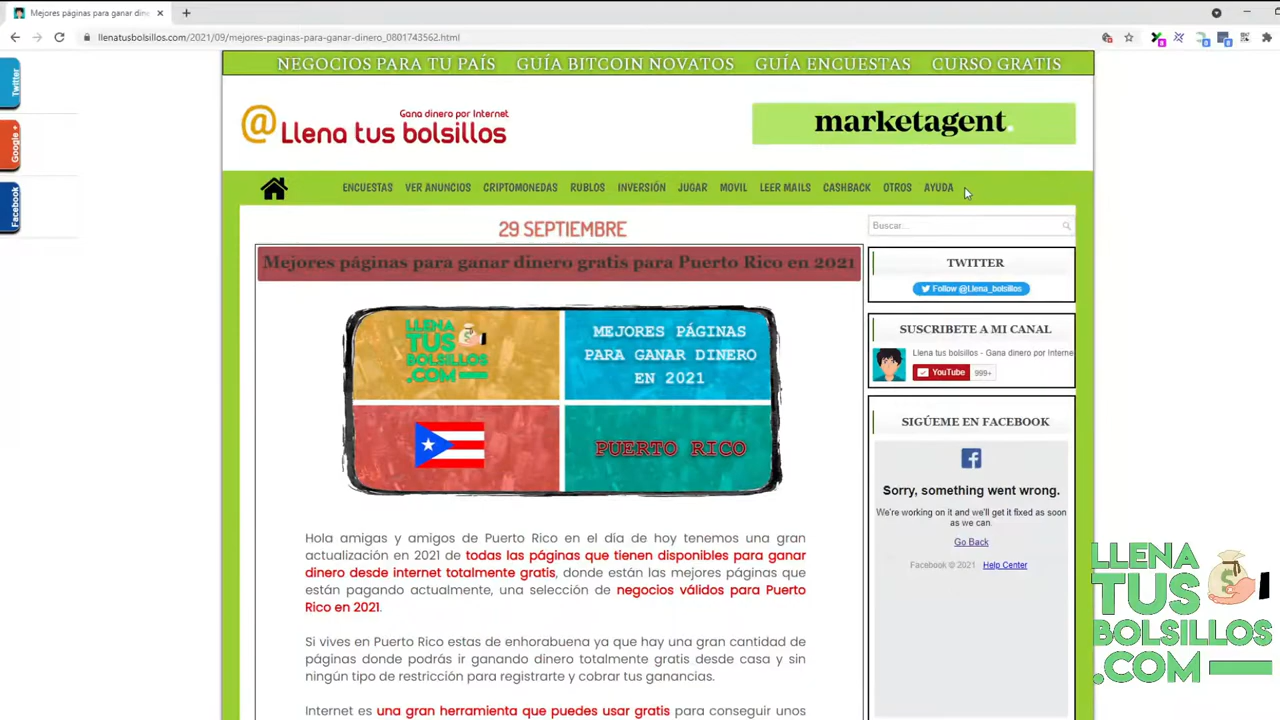 Mejores páginas para ganar din
llenatusbolsillos.com/2021/09/mejores-paginas-para-ganar-dinero_0801743562.html
Twitter
Google +
Facebook
NEGOCIOS PARA TU PAÍS GUÍA BITCOIN NOVATOS GUÍA ENCUESTAS CURSO GRATIS
Gana dinero por Internet
@ Llena tus bolsillos
marketagent.
ENCUESTAS VER ANUNCIOS CRIPTOMONEDAS RUBLOS INVERSIÓN JUGAR MOVIL LEER MAILS CASHBACK OTROS AYUDA
29 SEPTIEMBRE
Mejores páginas para ganar dinero gratis para Puerto Rico en 2021
LLENA
TUS
BOLSILLOS
.COM
MEJORES PÁGINAS
PARA GANAR DINERO
EN 2021
PUERTO RICO
Hola amigas y amigos de Puerto Rico en el día de hoy tenemos una gran
actualización en 2021 de todas las páginas que tienen disponibles para ganar
dinero desde internet totalmente gratis, donde están las mejores páginas que
están pagando actualmente, una selección de negocios válidos para Puerto
Rico en 2021.
Si vives en Puerto Rico estas de enhorabuena ya que hay una gran cantidad de
páginas donde podrás ir ganando dinero totalmente gratis desde casa y sin
ningún tipo de restricción para registrarte y cobrar tus ganancias.
Internet es una gran herramienta que puedes usar gratis para conseguir unos
Buscar...
TWITTER
Follow @Llena_bolsillos
SUSCRIBETE A MI CANAL
Llena tus bolsillos - Gana dinero por Interne
YouTube 999+
SIGÚEME EN FACEBOOK
Sorry, something went wrong.
We're working on it and we'll get it fixed as soon
as we can.
Go Back
Facebook © 2021 Help Center
LLENA
TUS
BOLSILLOS
.COM